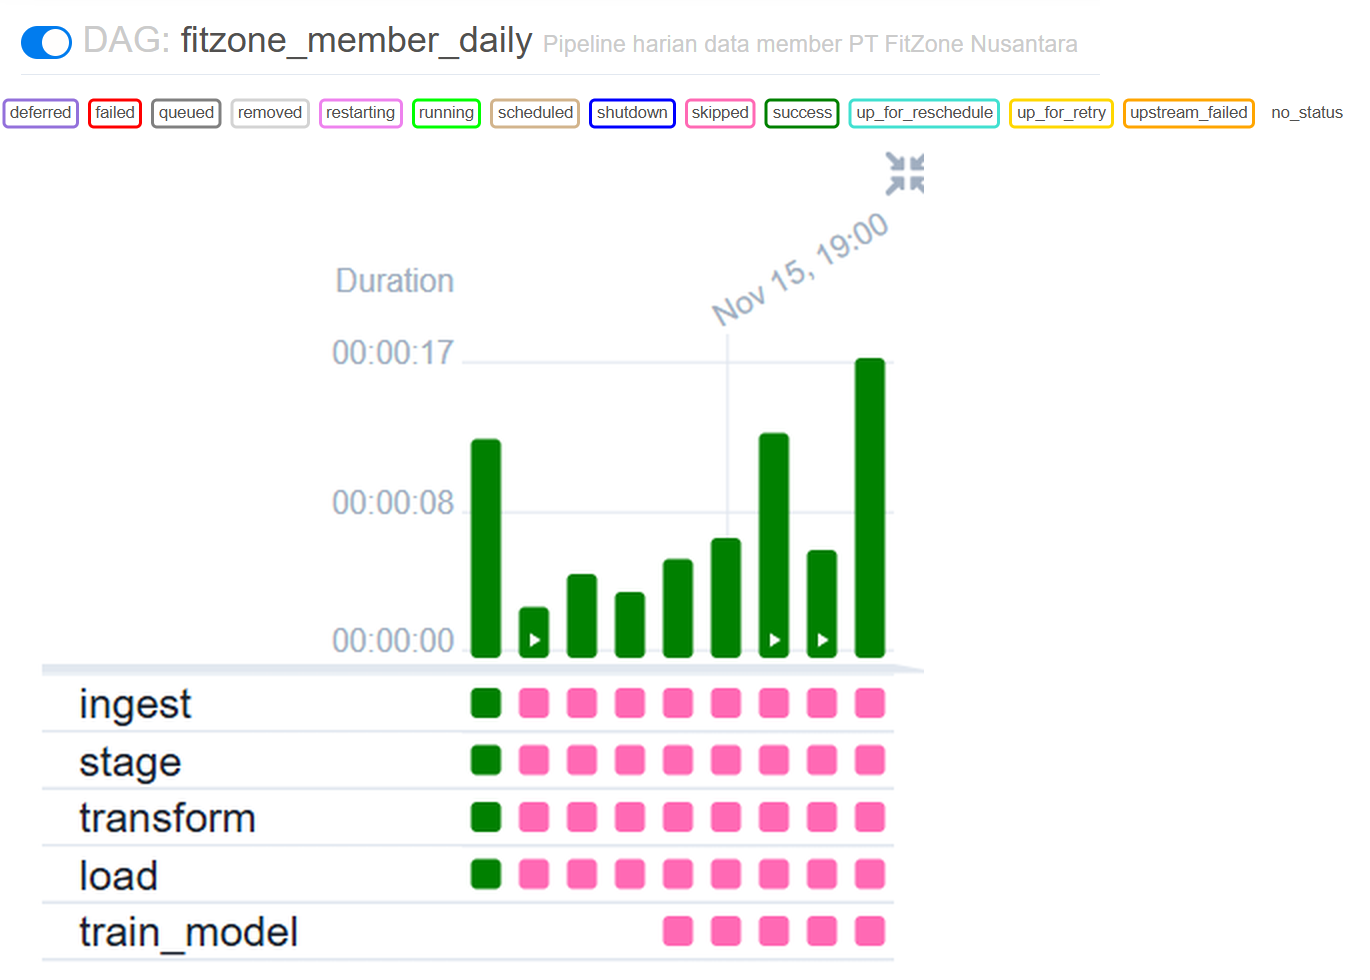 DAG: fitzone_member_daily Pipeline harian data member PT FitZone Nusantara
deferred failed queued removed restarting running scheduled shutdown skipped success up_for_reschedule up_for_retry upstream_failed no_status
Nov 15, 19:00
Duration
00:00:17
00:00:08
00:00:00
ingest
stage
transform
load
train_model